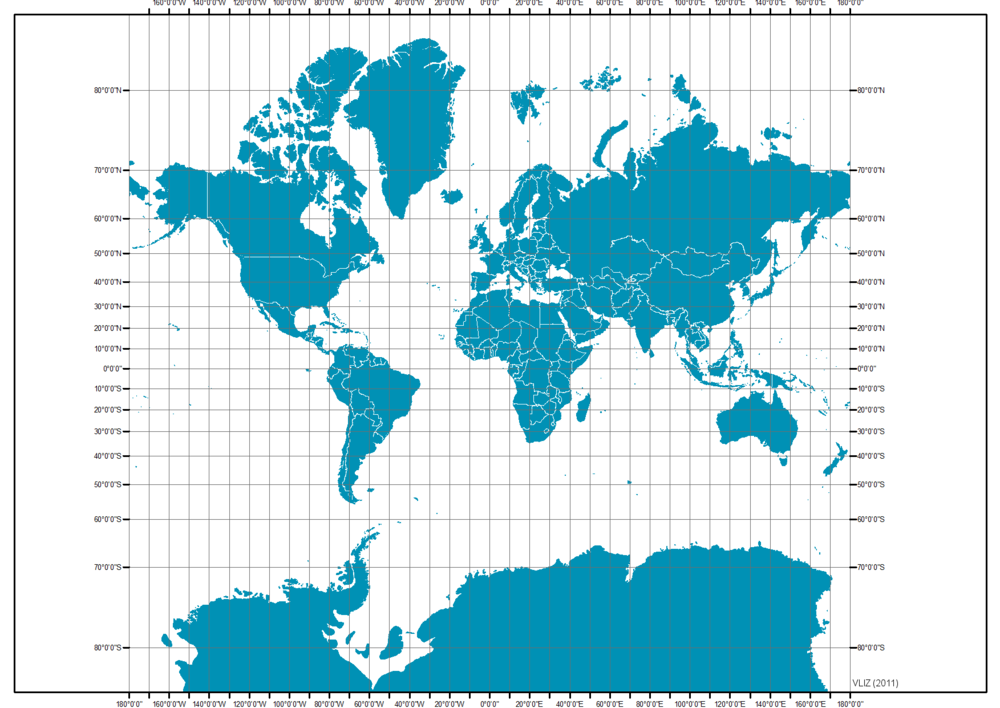 160°0'0"W 140°0'0"W 120°0'0"W 100°0'0"W 80°0'0"W 60°0'0"W 40°0'0"W 20°0'0"W 0°0'0" 20°0'0"E 40°0'0"E 60°0'0"E 80°0'0"E 100°0'0"E 120°0'0"E 140°0'0"E 160°0'0"E 180°0'0"
80°0'0"N 80°0'0"N
70°0'0"N 70°0'0"N
60°0'0"N 60°0'0"N
50°0'0"N 50°0'0"N
40°0'0"N 40°0'0"N
30°0'0"N 30°0'0"N
20°0'0"N 20°0'0"N
10°0'0"N 10°0'0"N
0°0'0" 0°0'0"
10°0'0"S 10°0'0"S
20°0'0"S 20°0'0"S
30°0'0"S 30°0'0"S
40°0'0"S 40°0'0"S
50°0'0"S 50°0'0"S
60°0'0"S 60°0'0"S
70°0'0"S 70°0'0"S
80°0'0"S 80°0'0"S
VLIZ (2011)
180°0'0" 160°0'0"W 140°0'0"W 120°0'0"W 100°0'0"W 80°0'0"W 60°0'0"W 40°0'0"W 20°0'0"W 0°0'0" 20°0'0"E 40°0'0"E 60°0'0"E 80°0'0"E 100°0'0"E 120°0'0"E 140°0'0"E 160°0'0"E 180°0'0"